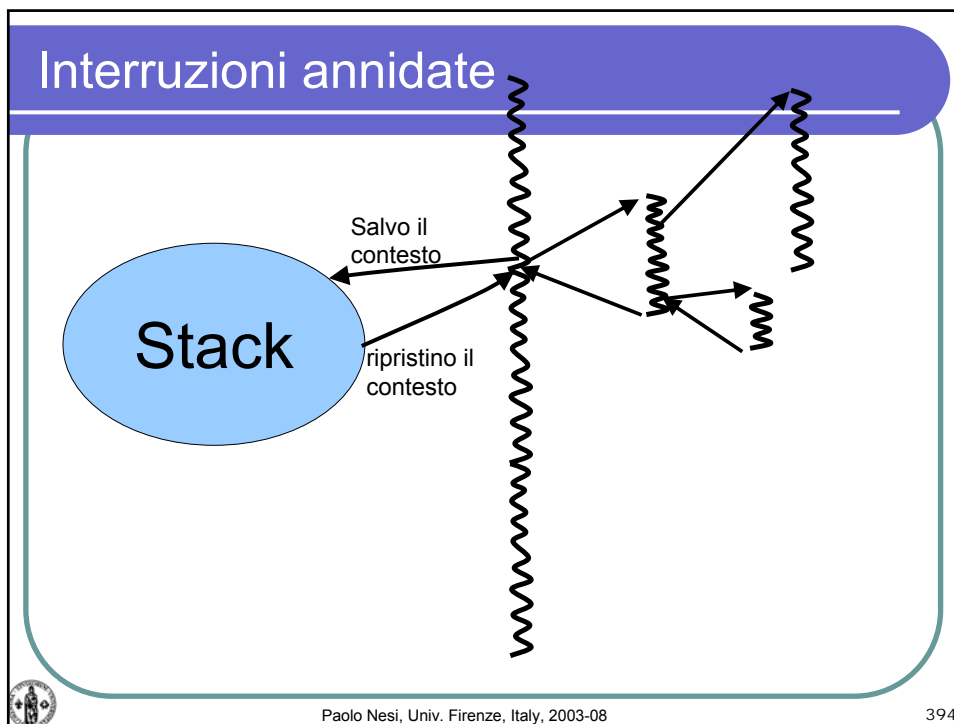 Interruzioni annidate
Salvo il
contesto
Stack
ripristino il
contesto
Paolo Nesi, Univ. Firenze, Italy, 2003-08
394